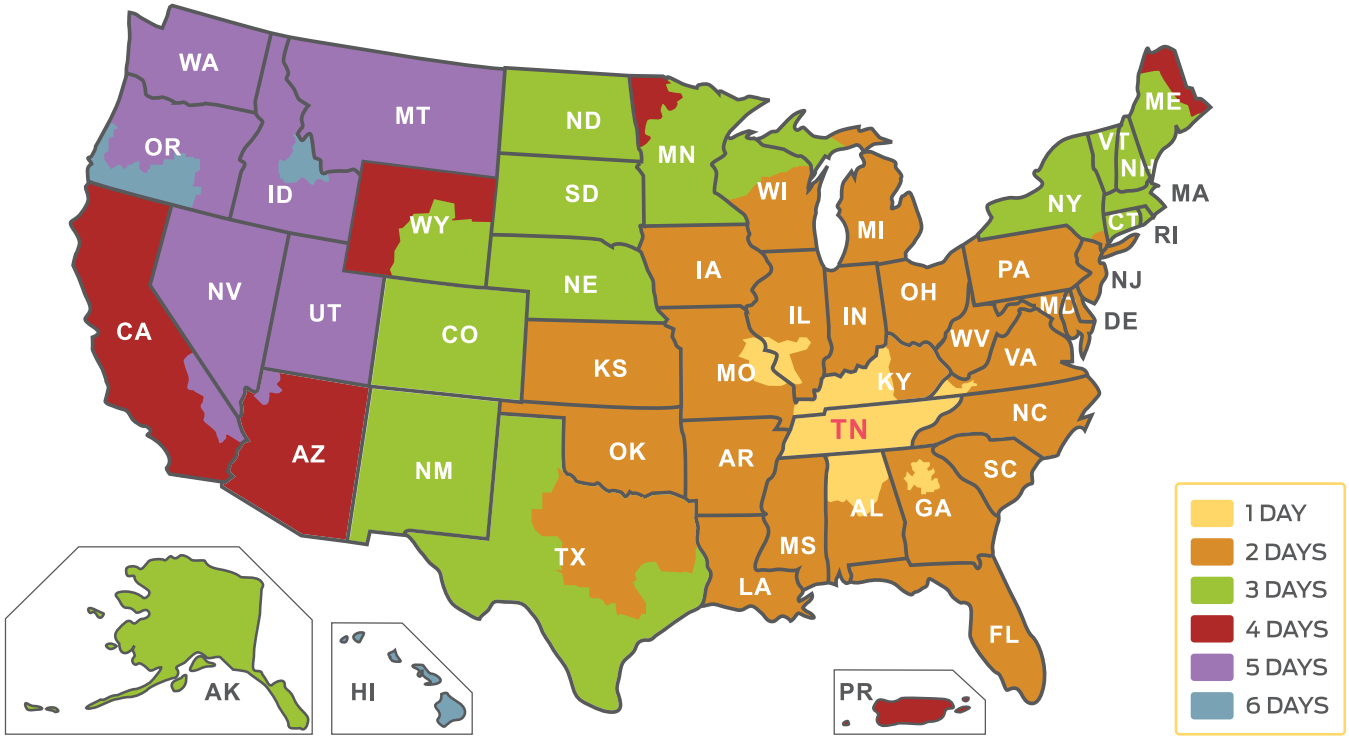 WA
MT
ND
ME
OR
MN
VT
NH
ID
SD
WI
MA
WY
NY
CT
MI
RI
IA
PA
NE
NJ
NV
OH
UT
IL
IN
MD
DE
CA
CO
WV
VA
KS
MO
KY
NC
TN
AZ
OK
AR
NM
SC
AL
GA
MS
TX
LA
FL
AK
HI
PR
1 DAY
2 DAYS
3 DAYS
4 DAYS
5 DAYS
6 DAYS